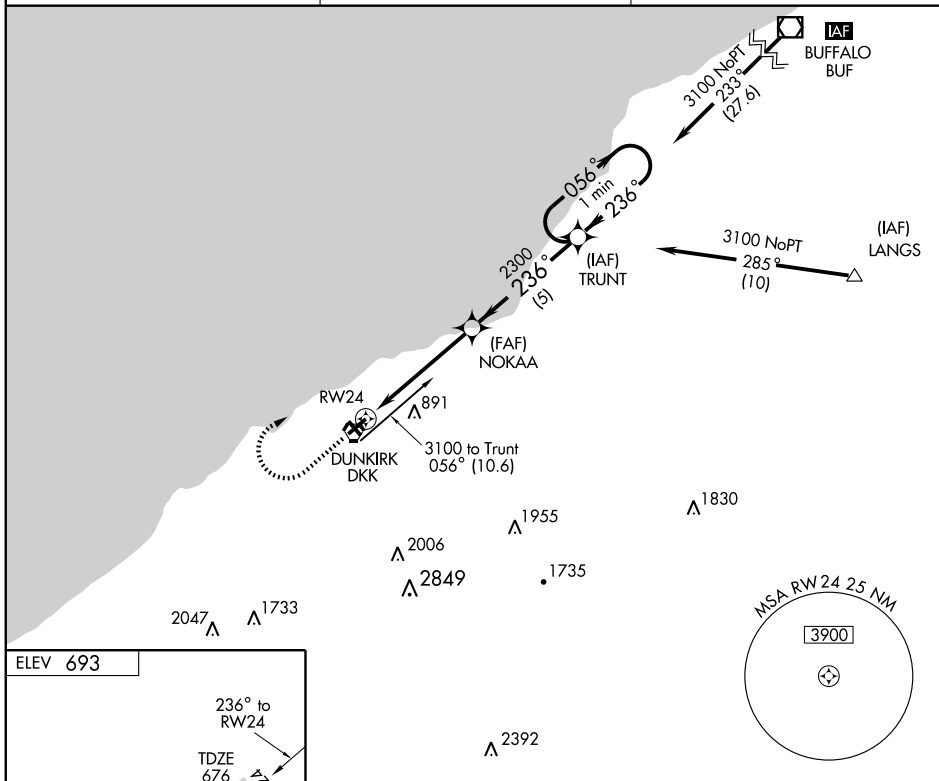 IAF
BUFFALO
BUF
3100 NoPT
233°
(27.6)
056°
1 min
236°
(IAF)
TRUNT
3100 NoPT
285°
(10)
(IAF)
LANGS
2300
236°
(5)
(FAF)
NOKAA
RW24
891
DUNKIRK
DKK
3100 to Trunt
056° (10.6)
1830
1955
2006
2849
1735
2047
1733
MSA RW 24 25 NM
3900
ELEV 693
236° to
RW24
TDZE
676
24
2392